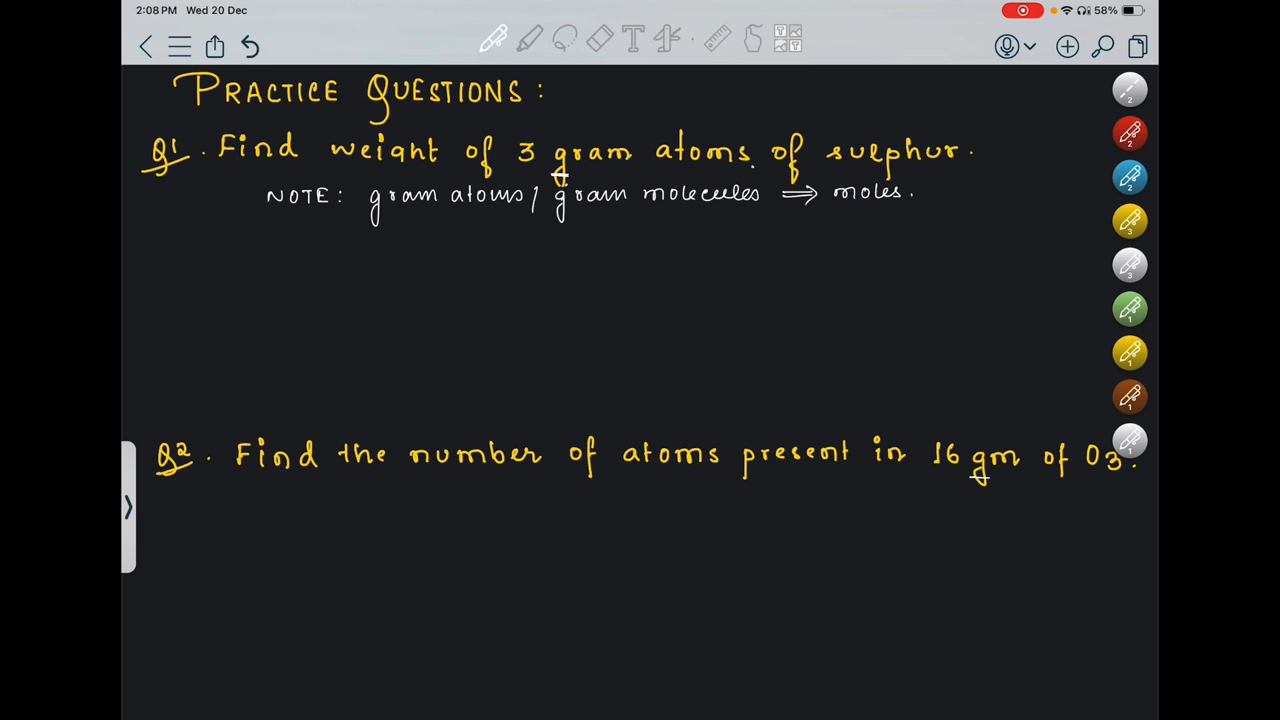 2:08 PM Wed 20 Dec
58%
PRACTICE QUESTIONS :
Q1 . Find weight of 3 gram atoms of sulphur.
NOTE : gram atoms / gram molecules ⇒ moles.
Q2 . Find the number of atoms present in 16 gm of O3.